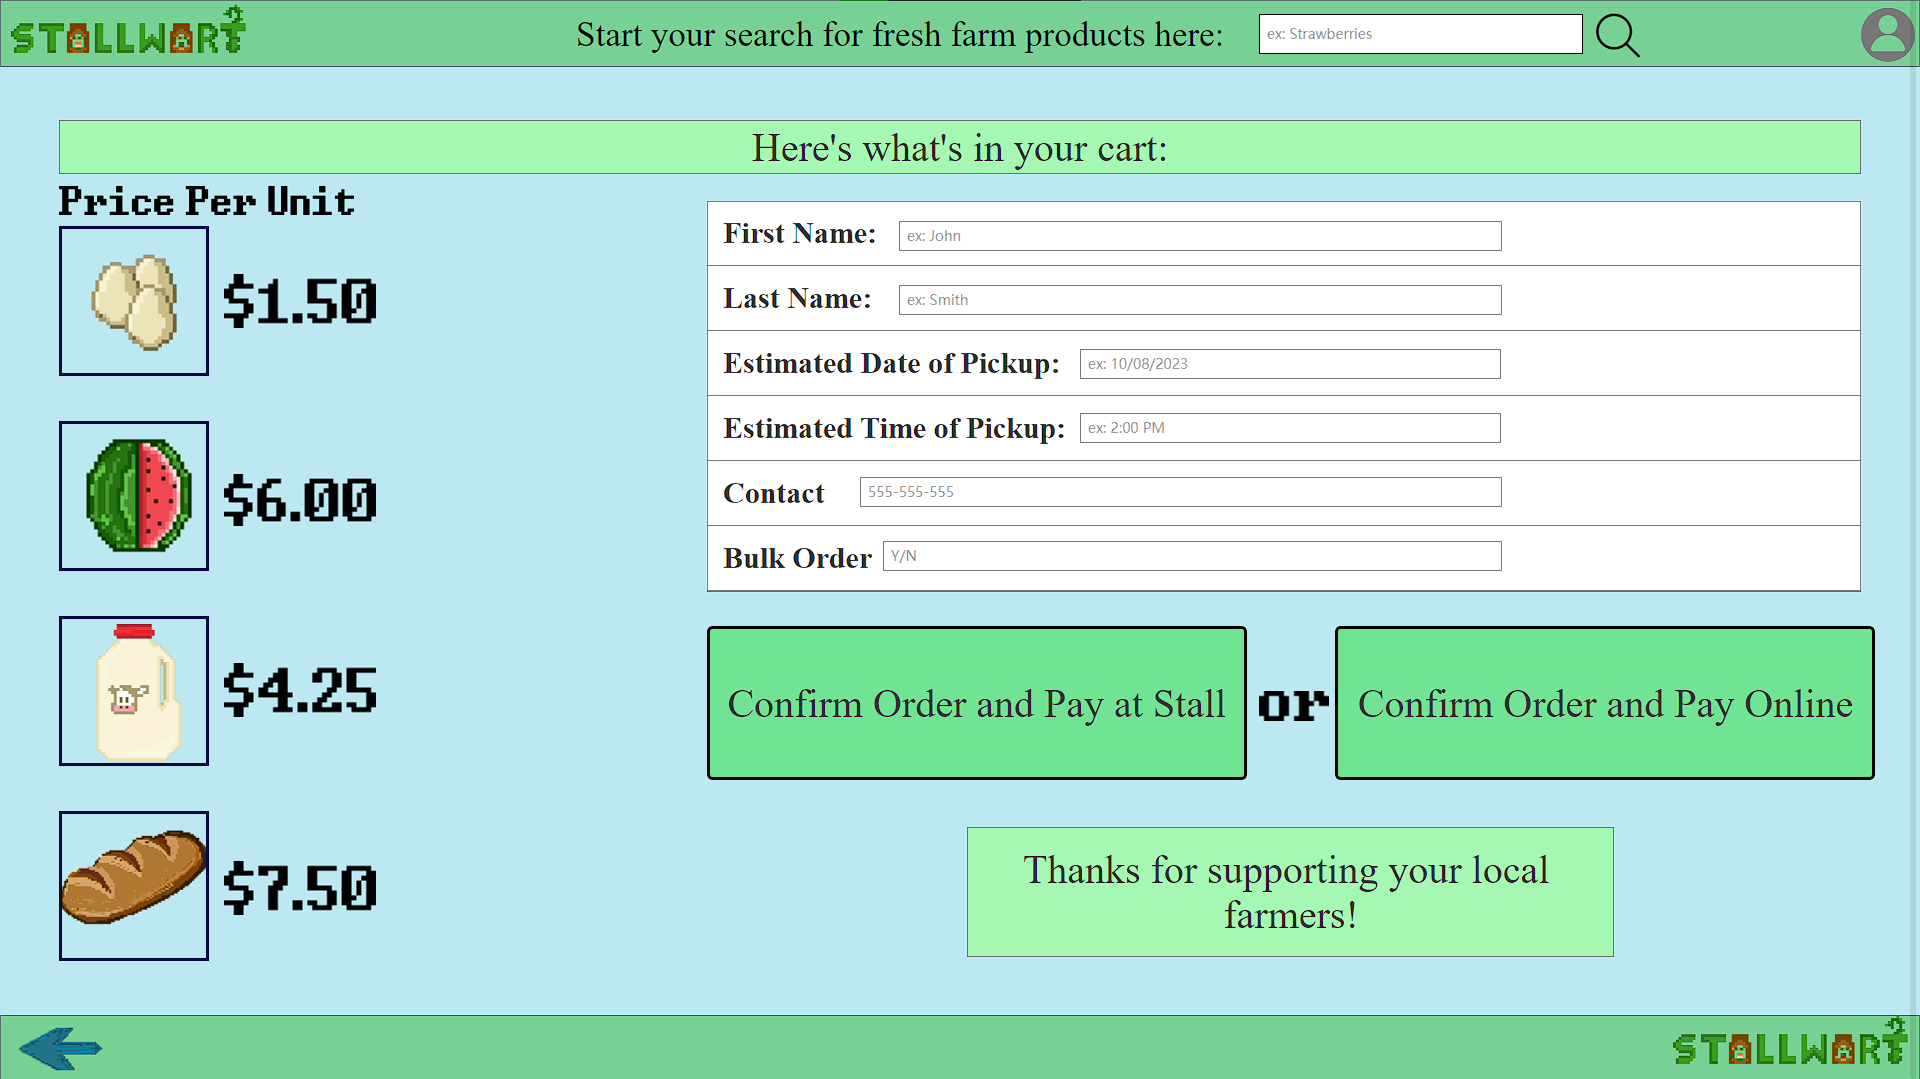 STALLWART
Start your search for fresh farm products here:
ex: Strawberries
Here's what's in your cart:
Price Per Unit
$1.50
$6.00
$4.25
$7.50
First Name:
ex: John
Last Name:
ex: Smith
Estimated Date of Pickup:
ex: 10/08/2023
Estimated Time of Pickup:
ex: 2:00 PM
Contact
555-555-555
Bulk Order
Y/N
Confirm Order and Pay at Stall
or
Confirm Order and Pay Online
Thanks for supporting your local
farmers!
STALLWART